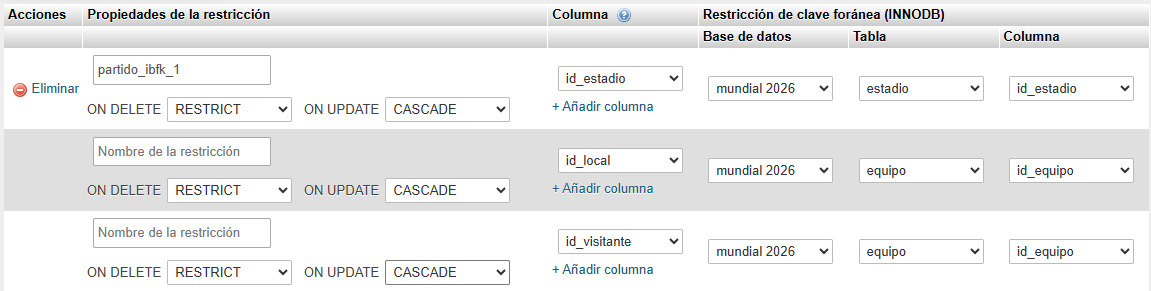 Acciones Propiedades de la restricción Columna Restricción de clave foránea (INNODB)
Base de datos Tabla Columna
Eliminar partido_ibfk_1 id_estadio mundial 2026 estadio id_estadio
ON DELETE RESTRICT ON UPDATE CASCADE + Añadir columna
Nombre de la restricción id_local mundial 2026 equipo id_equipo
ON DELETE RESTRICT ON UPDATE CASCADE + Añadir columna
Nombre de la restricción id_visitante mundial 2026 equipo id_equipo
ON DELETE RESTRICT ON UPDATE CASCADE + Añadir columna